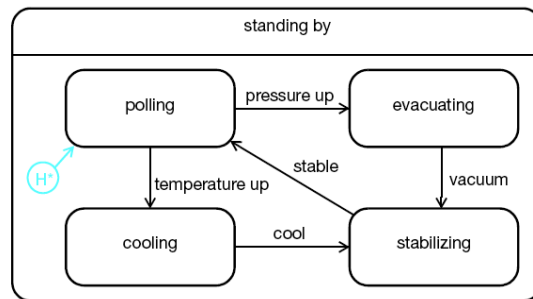 standing by
polling
pressure up
evacuating
H*
stable
temperature up
vacuum
cooling
cool
stabilizing